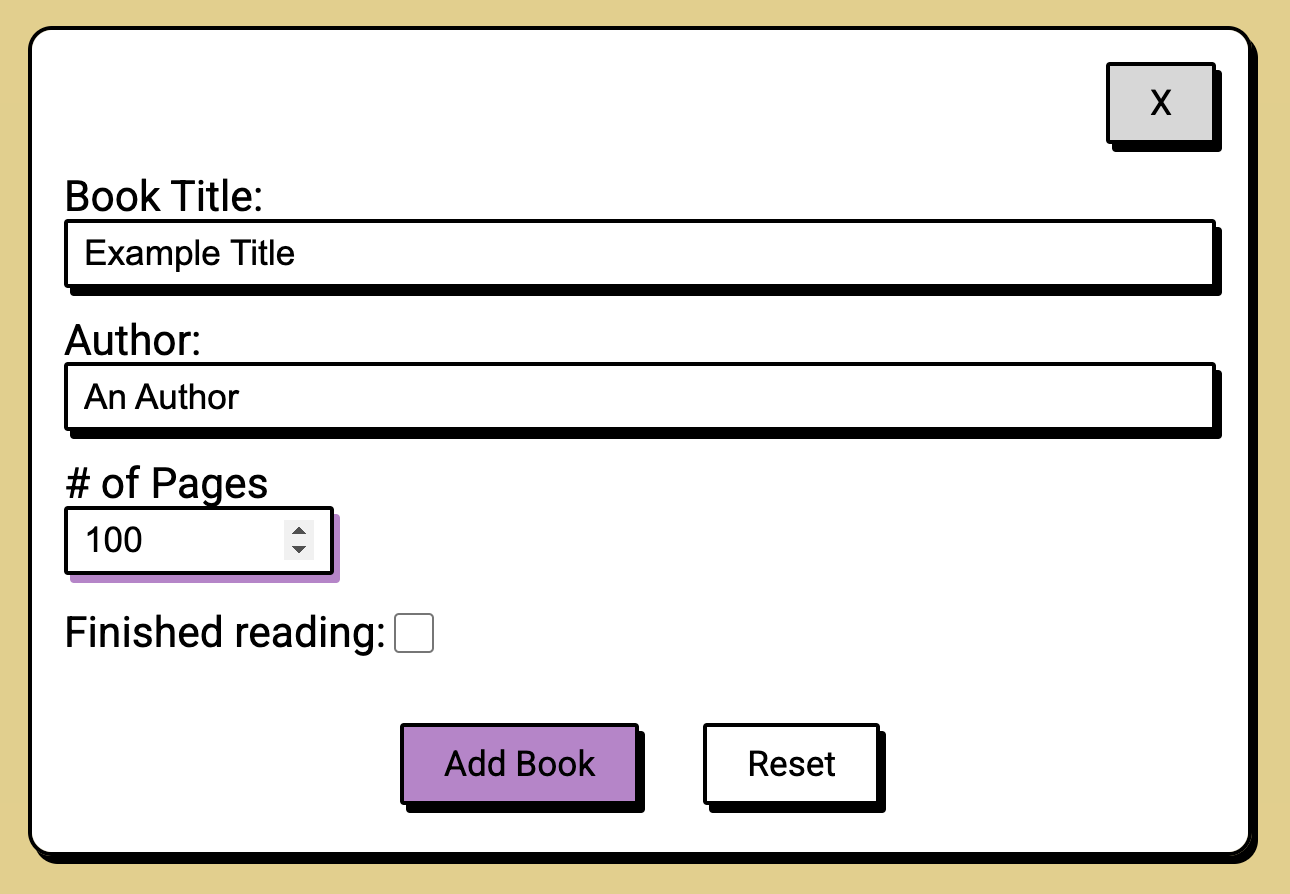 X
Book Title:
Example Title
Author:
An Author
# of Pages
100
Finished reading:
Add Book
Reset